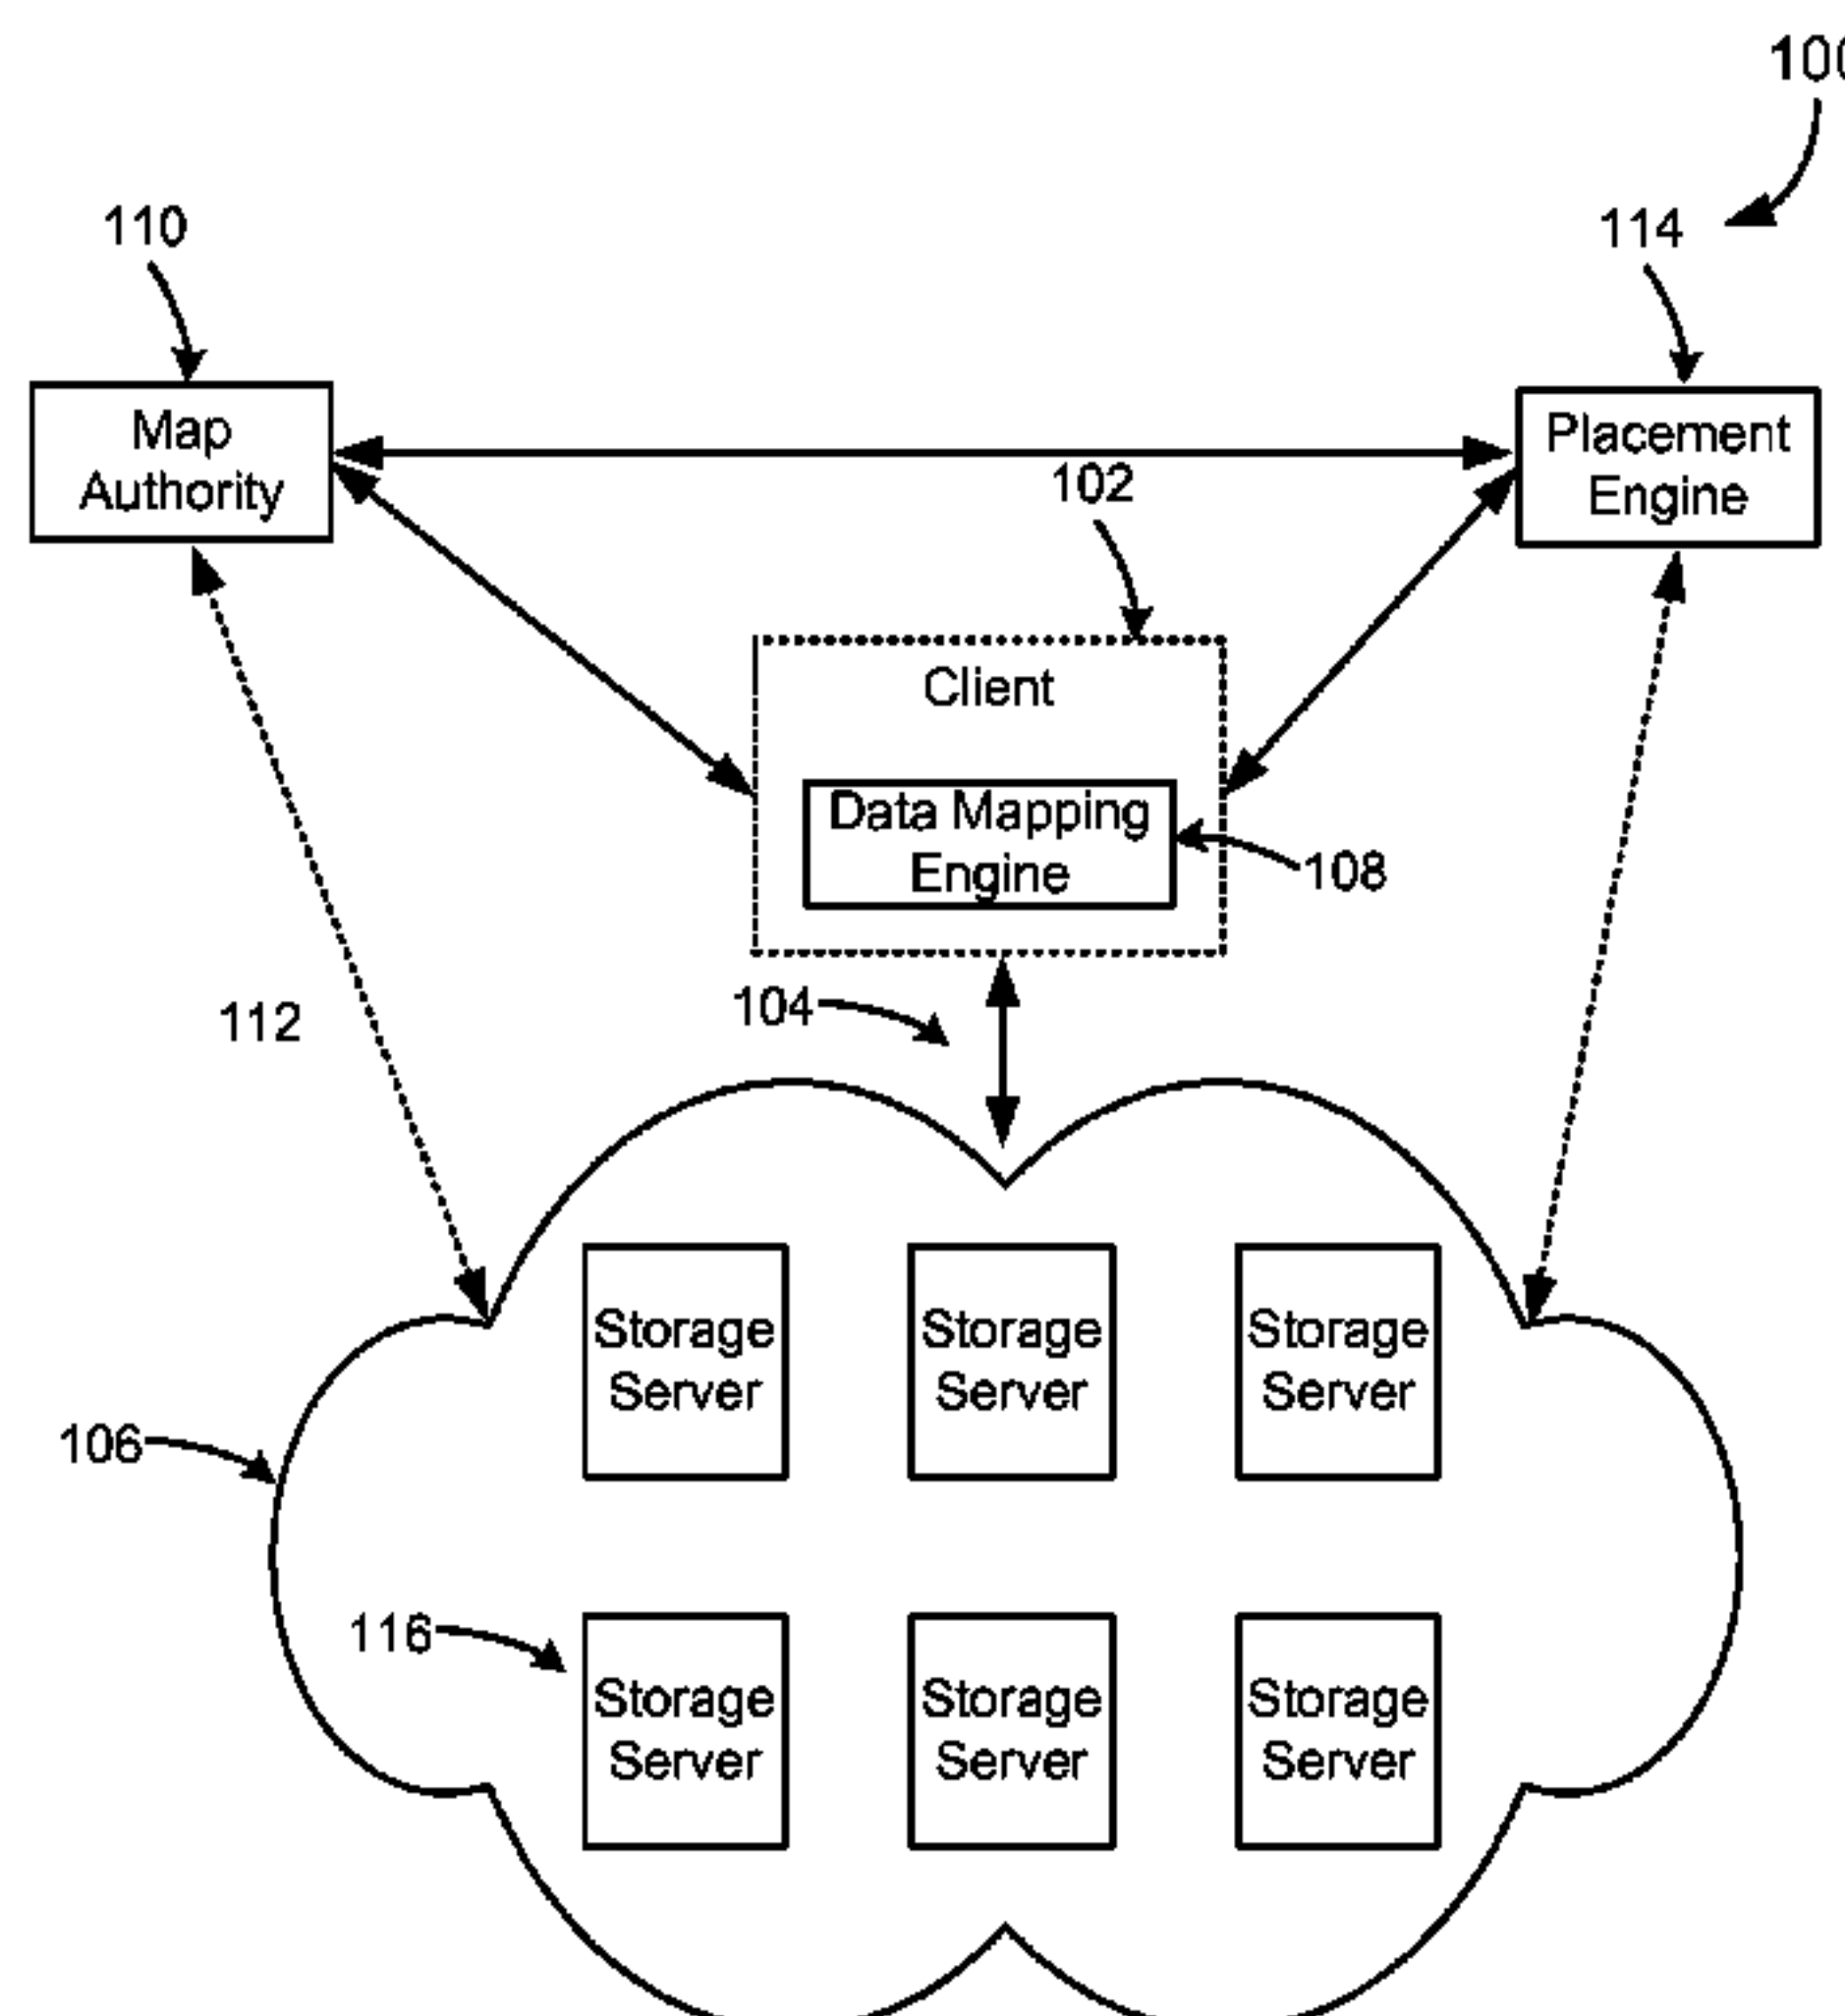 100
110
114
Map
Authority
Placement
Engine
102
Client
Data Mapping
Engine
108
104
112
Storage
Server
Storage
Server
Storage
Server
106
116
Storage
Server
Storage
Server
Storage
Server